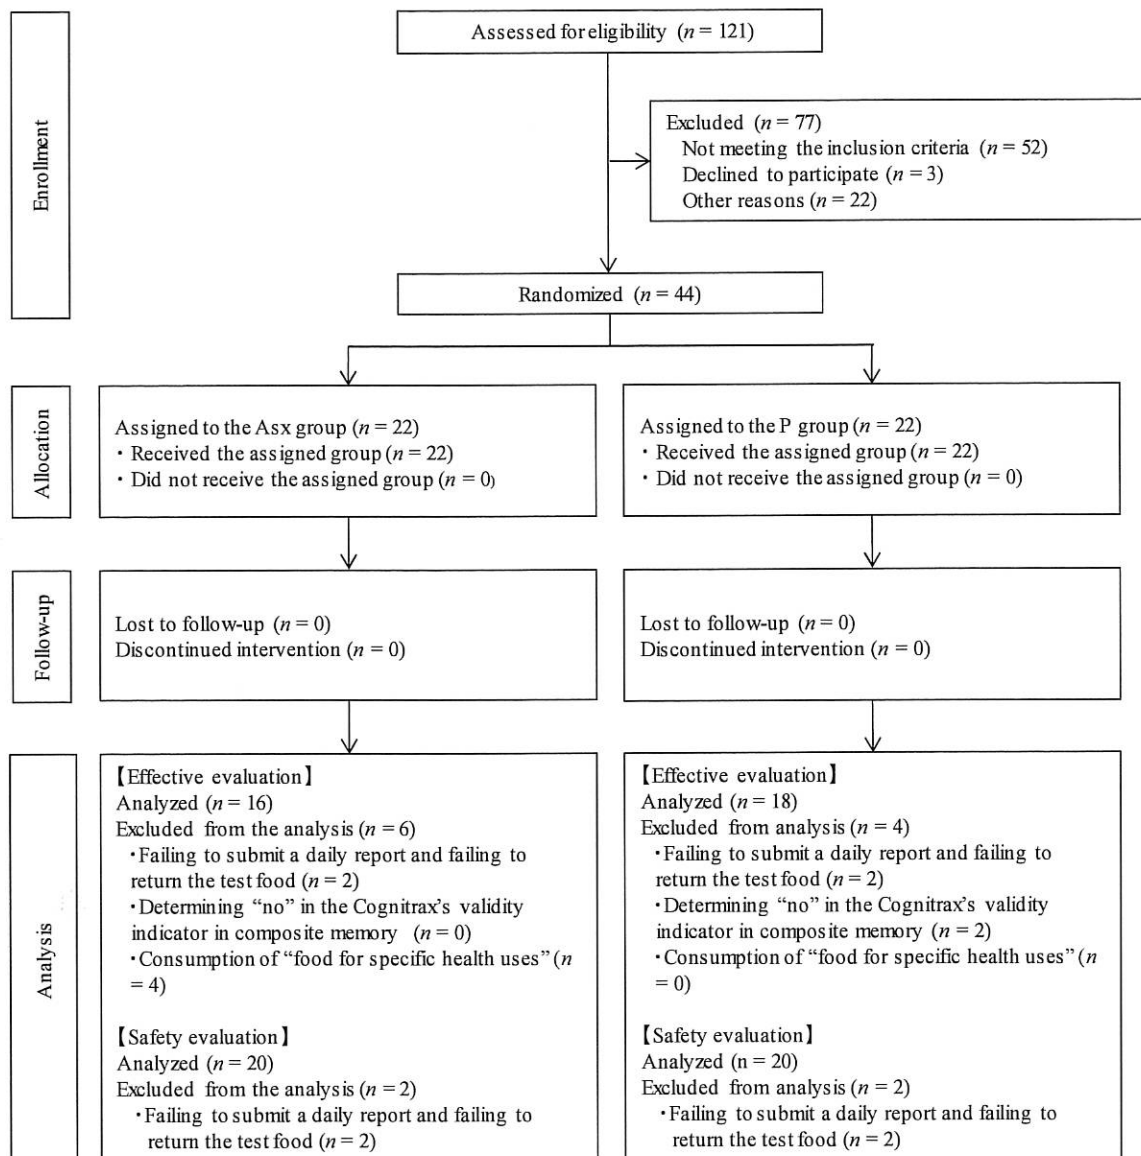 Assessed for eligibility (n = 121)
Enrollment
Excluded (n = 77)
Not meeting the inclusion criteria (n = 52)
Declined to participate (n = 3)
Other reasons (n = 22)
Randomized (n = 44)
Allocation
Assigned to the Asx group (n = 22)
・Received the assigned group (n = 22)
・Did not receive the assigned group (n = 0)
Assigned to the P group (n = 22)
・Received the assigned group (n = 22)
・Did not receive the assigned group (n = 0)
Follow-up
Lost to follow-up (n = 0)
Discontinued intervention (n = 0)
Lost to follow-up (n = 0)
Discontinued intervention (n = 0)
Analysis
【Effective evaluation】
Analyzed (n = 16)
Excluded from the analysis (n = 6)
・Failing to submit a daily report and failing to
return the test food (n = 2)
・Determining “no” in the Cognitrax’s validity
indicator in composite memory (n = 0)
・Consumption of “food for specific health uses” (n
= 4)
【Safety evaluation】
Analyzed (n = 20)
Excluded from the analysis (n = 2)
・Failing to submit a daily report and failing to
return the test food (n = 2)
【Effective evaluation】
Analyzed (n = 18)
Excluded from analysis (n = 4)
・Failing to submit a daily report and failing to
return the test food (n = 2)
・Determining “no” in the Cognitrax’s validity
indicator in composite memory (n = 2)
・Consumption of “food for specific health uses” (n
= 0)
【Safety evaluation】
Analyzed (n = 20)
Excluded from analysis (n = 2)
・Failing to submit a daily report and failing to
return the test food (n = 2)